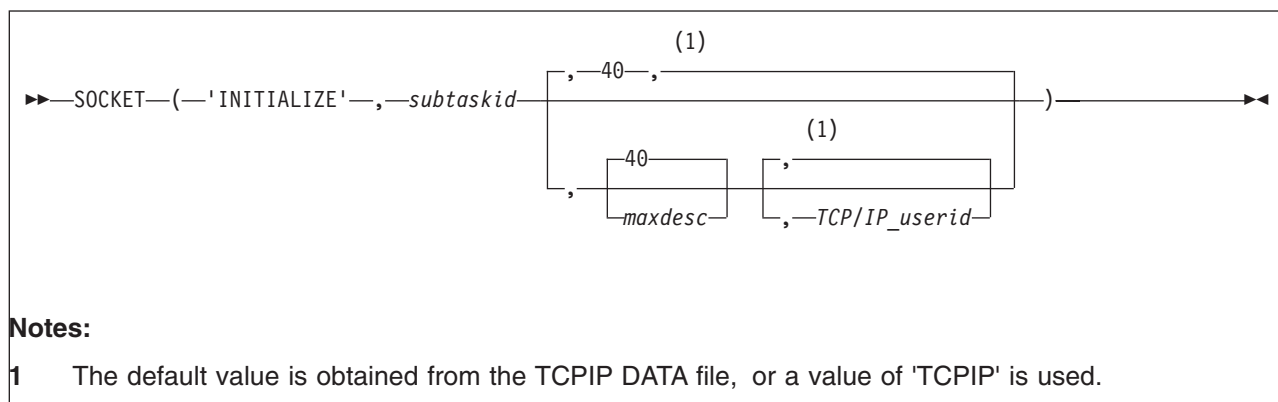 (1)
, 40 ,
►►—SOCKET—(—'INITIALIZE'—,—subtaskid )—►◄
(1)
40 ,
,
maxdesc , TCP/IP_userid
Notes:
1 The default value is obtained from the TCPIP DATA file, or a value of 'TCPIP' is used.